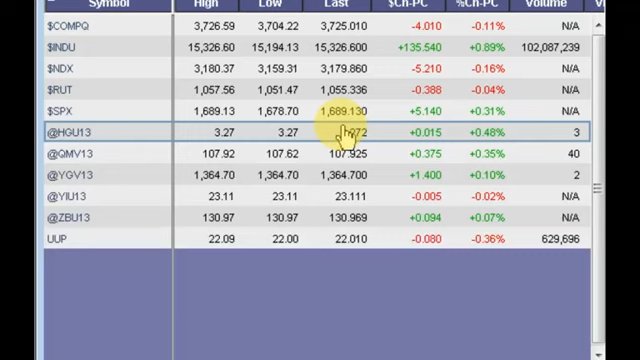 Symbol High Low Last $Ch-PC %Ch-PC Volume
$COMPQ 3,726.59 3,704.22 3,725.010 -4.010 -0.11% N/A
$INDU 15,326.60 15,194.13 15,326.600 +135.540 +0.89% 102,087,239
$NDX 3,180.37 3,159.31 3,179.860 -5.210 -0.16% N/A
$RUT 1,057.56 1,051.47 1,055.336 -0.388 -0.04% N/A
$SPX 1,689.13 1,678.70 1,689.130 +5.140 +0.31% N/A
@HGU13 3.27 3.27 +0.015 +0.48% 3
@QMV13 107.92 107.62 107.925 +0.375 +0.35% 40
@YGV13 1,364.70 1,364.70 1,364.700 +1.400 +0.10% 2
@YIU13 23.11 23.11 23.111 -0.005 -0.02% N/A
@ZBU13 130.97 130.97 130.969 +0.094 +0.07% N/A
UUP 22.09 22.00 22.010 -0.080 -0.36% 629,696